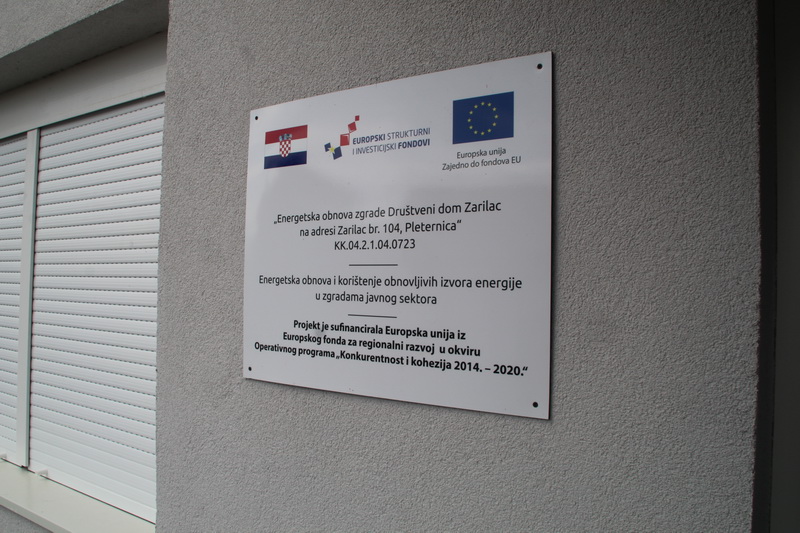 EUROPSKI STRUKTURNI
I INVESTICIJSKI FONDOVI
Europska unija
Zajedno do fondova EU
„Energetska obnova zgrade Društveni dom Zarilac
na adresi Zarilac br. 104, Pleternica“
KK.04.2.1.04.0723
Energetska obnova i korištenje obnovljivih izvora energije
u zgradama javnog sektora
Projekt je sufinancirala Europska unija iz
Europskog fonda za regionalni razvoj u okviru
Operativnog programa „Konkurentnost i kohezija 2014. – 2020.“